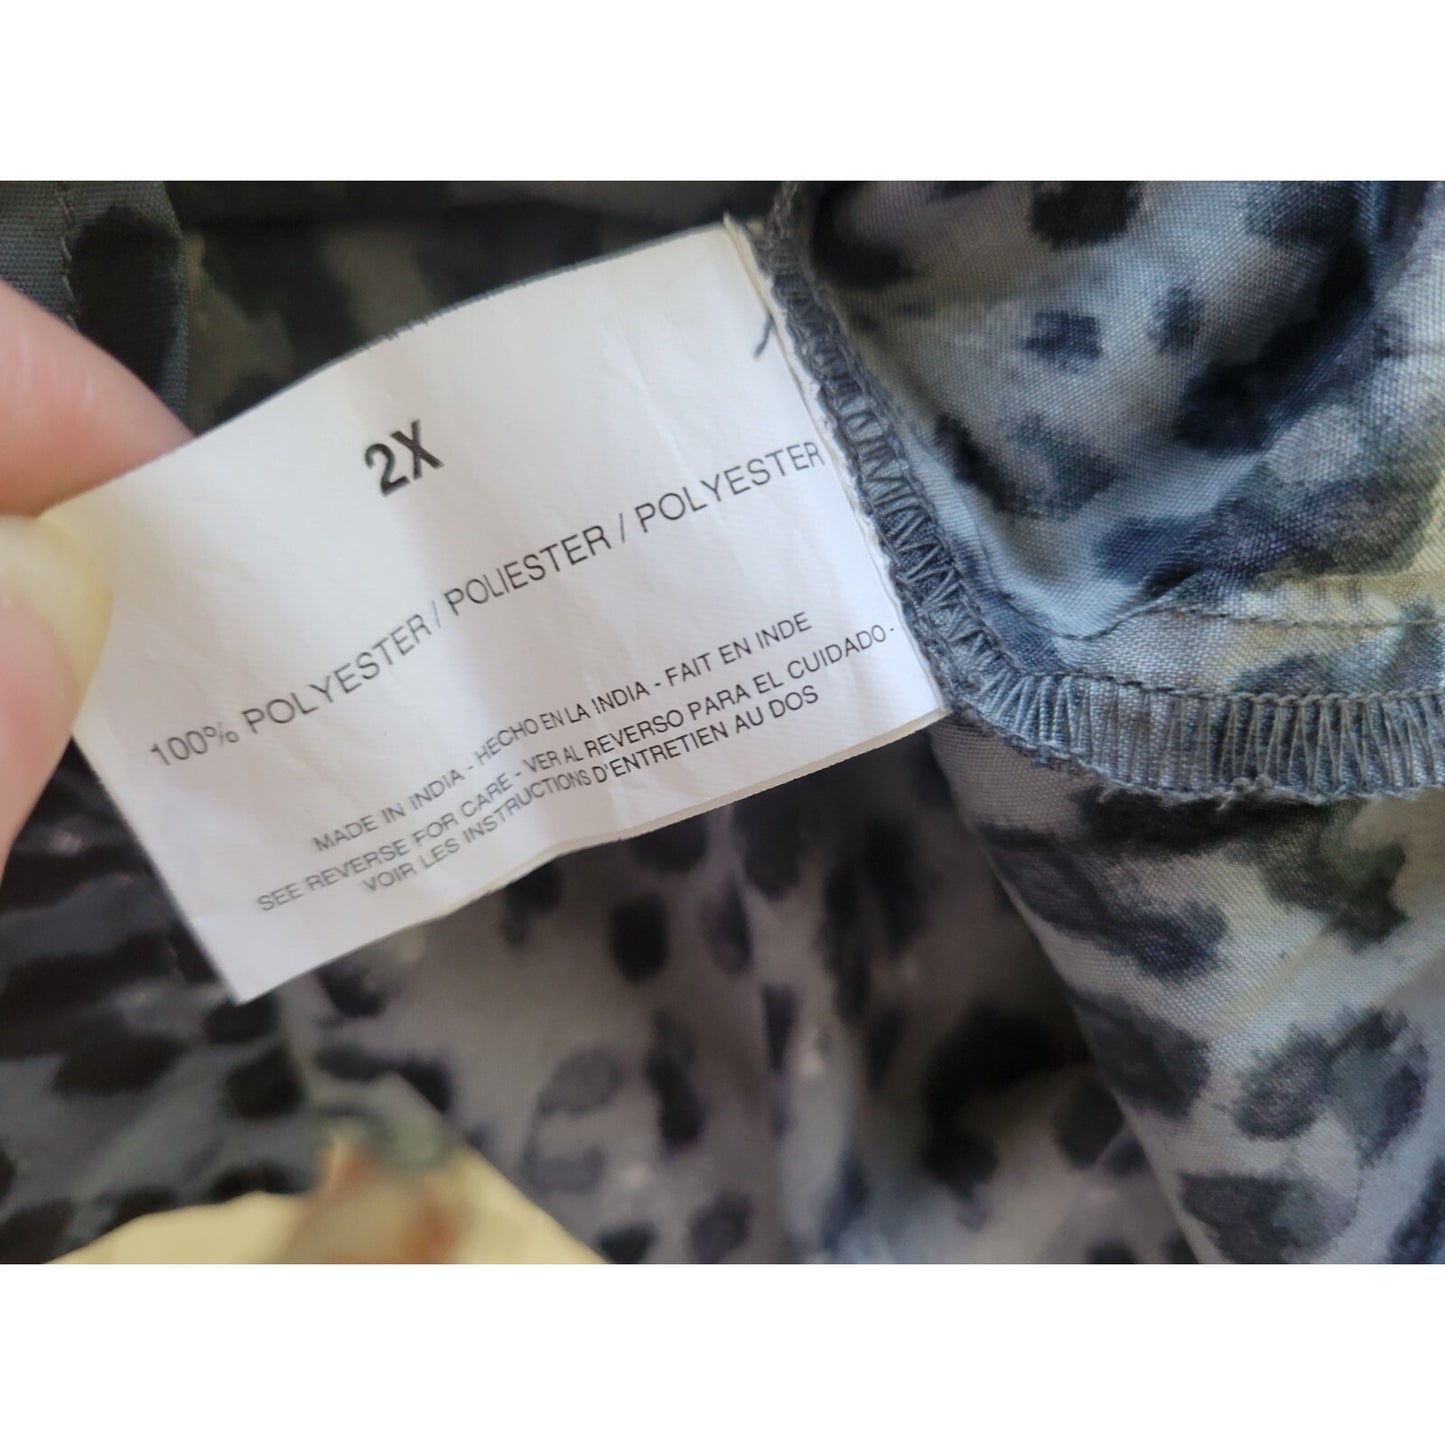 2X
100% POLYESTER / POLIESTER / POLYESTER
MADE IN INDIA - HECHO EN LA INDIA - FAIT EN INDE
SEE REVERSE FOR CARE - VER AL REVERSO PARA EL CUIDADO -
VOIR LES INSTRUCTIONS D'ENTRETIEN AU DOS